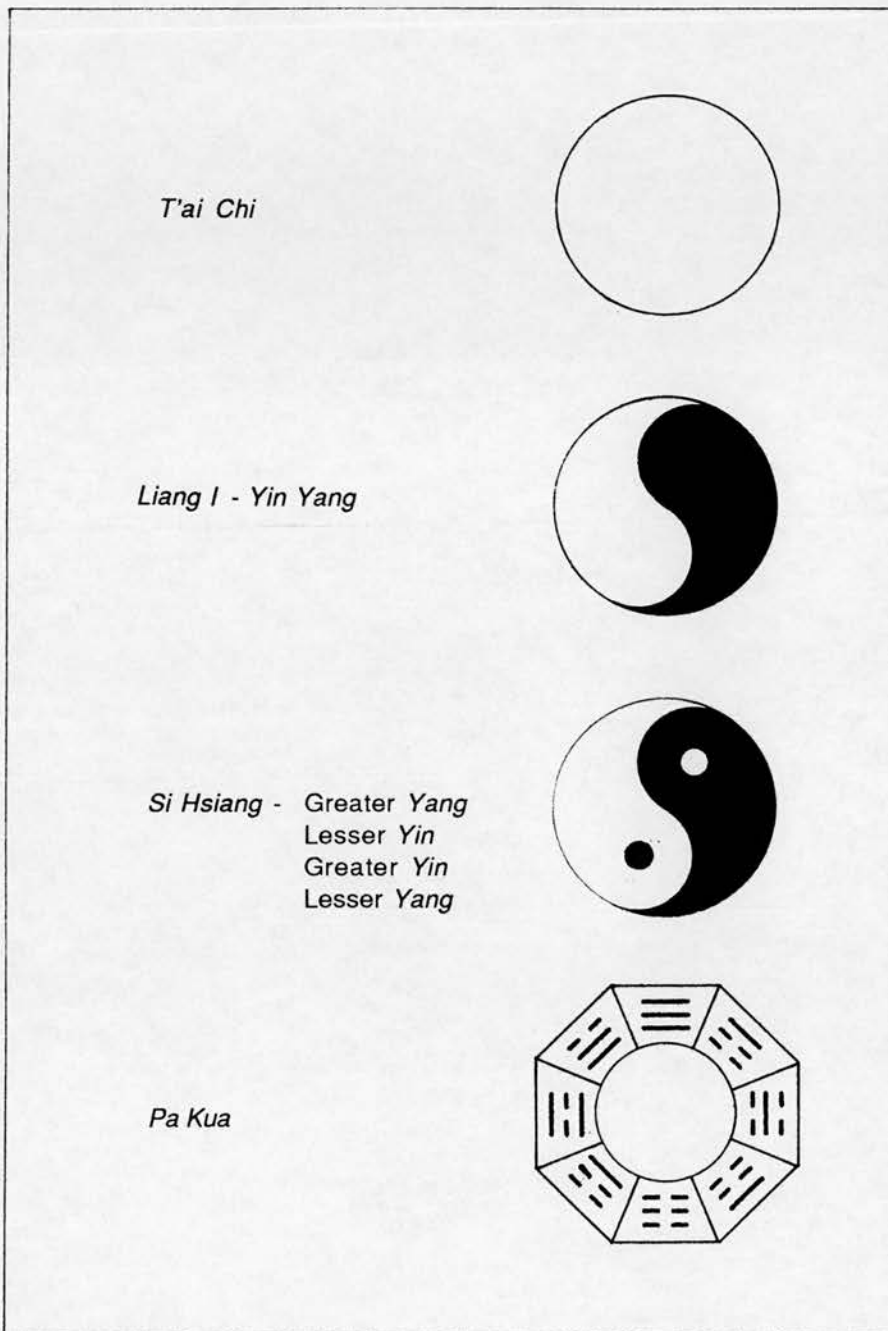 T'ai Chi
Liang I - Yin Yang
Si Hsiang - Greater Yang
Lesser Yin
Greater Yin
Lesser Yang
Pa Kua